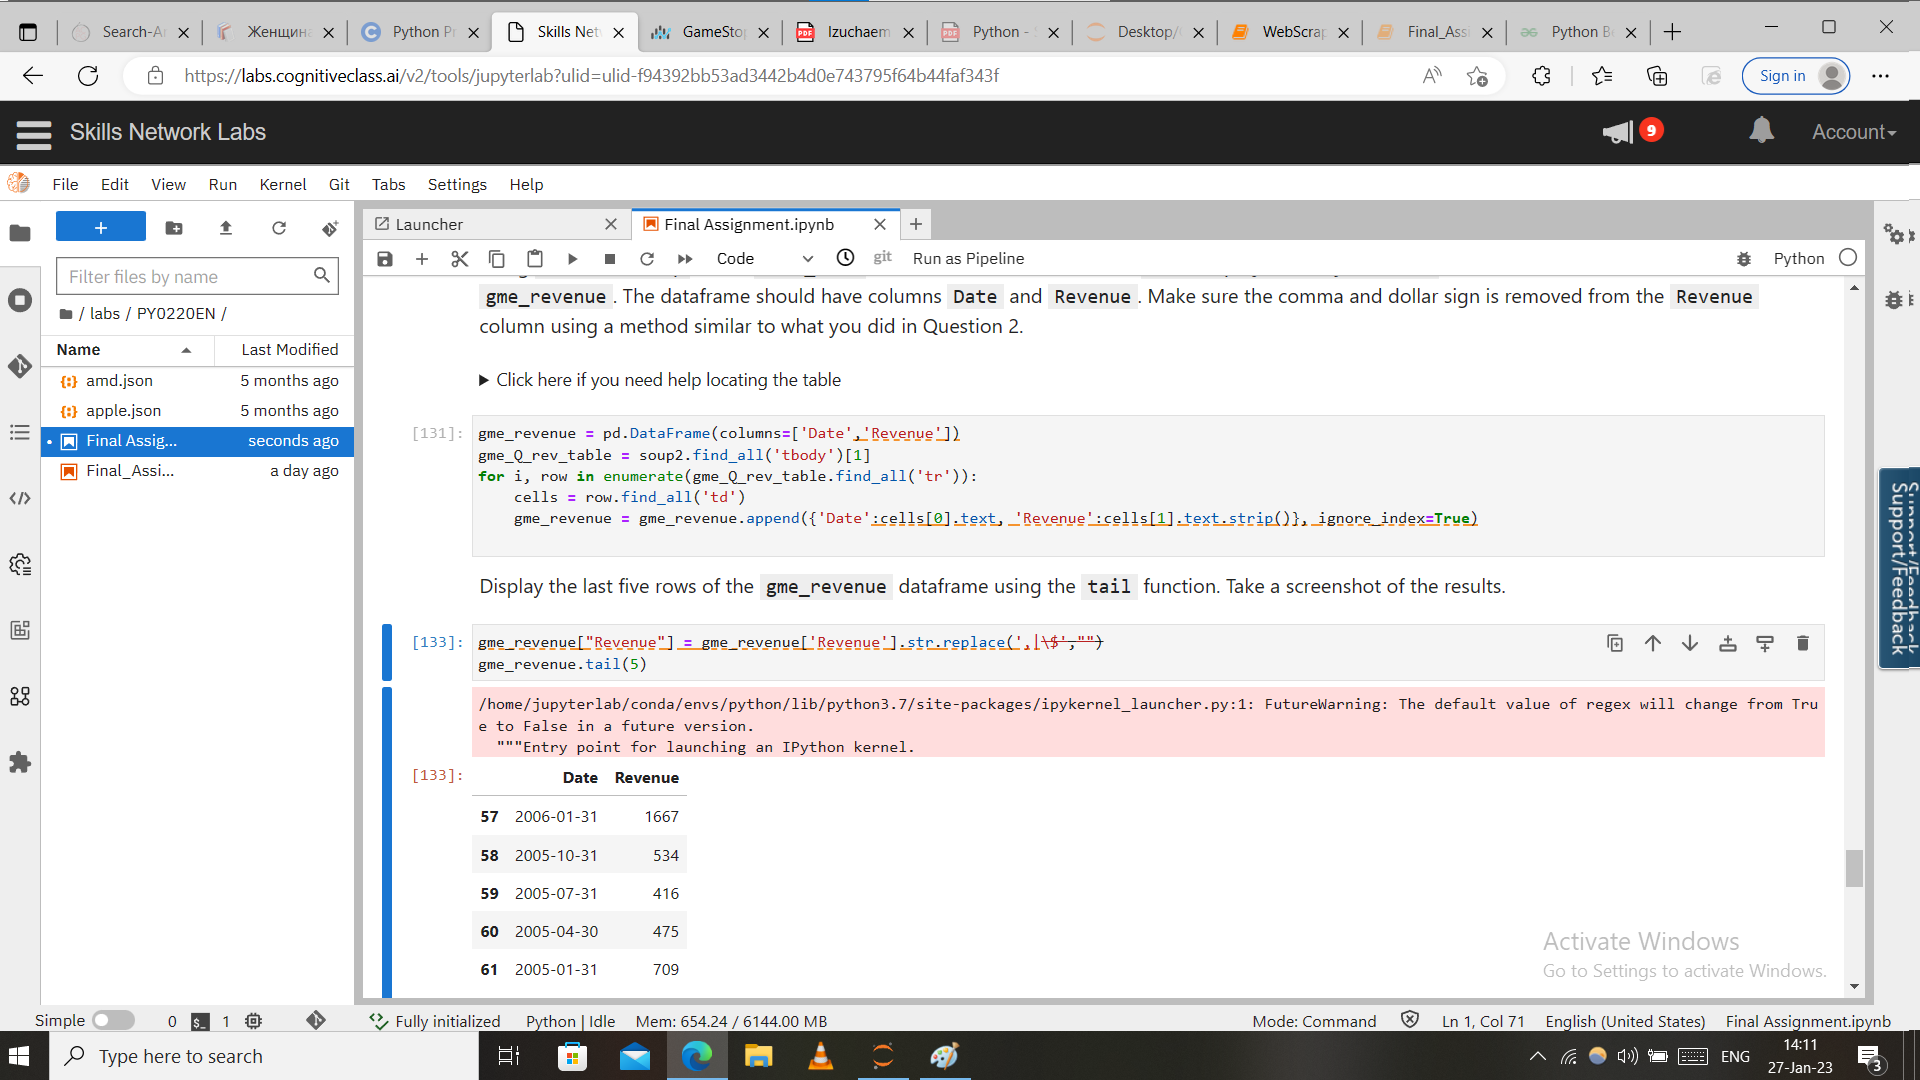 Search-A
Женщин
Python P
Skills Net
GameSto
Izuchaem
Python -
Desktop/
WebScrap
Final_Ass
Python B
https://labs.cognitiveclass.ai/v2/tools/jupyterlab?ulid=ulid-f94392bb53ad3442b4d0e743795f64b44faf343f
Sign in
Skills Network Labs
9
Account
File Edit View Run Kernel Git Tabs Settings Help
Launcher
Final Assignment.ipynb
Code
git
Run as Pipeline
Python
Filter files by name
/ labs / PY0220EN /
Name
Last Modified
amd.json 5 months ago
apple.json 5 months ago
Final Assig... seconds ago
Final_Assi... a day ago
gme_revenue . The dataframe should have columns Date and Revenue . Make sure the comma and dollar sign is removed from the Revenue
column using a method similar to what you did in Question 2.
Click here if you need help locating the table
[131]:
gme_revenue = pd.DataFrame(columns=['Date','Revenue'])
gme_Q_rev_table = soup2.find_all('tbody')[1]
for i, row in enumerate(gme_Q_rev_table.find_all('tr')):
    cells = row.find_all('td')
    gme_revenue = gme_revenue.append({'Date':cells[0].text, 'Revenue':cells[1].text.strip()}, ignore_index=True)
Display the last five rows of the gme_revenue dataframe using the tail function. Take a screenshot of the results.
[133]:
gme_revenue["Revenue"] = gme_revenue['Revenue'].str.replace(',|\$',"")
gme_revenue.tail(5)
/home/jupyterlab/conda/envs/python/lib/python3.7/site-packages/ipykernel_launcher.py:1: FutureWarning: The default value of regex will change from Tru
e to False in a future version.
  """Entry point for launching an IPython kernel.
[133]:
Date Revenue
57 2006-01-31 1667
58 2005-10-31 534
59 2005-07-31 416
60 2005-04-30 475
61 2005-01-31 709
Support/Feedback
Activate Windows
Go to Settings to activate Windows.
Simple 0 $_ 1 Fully initialized Python | Idle Mem: 654.24 / 6144.00 MB Mode: Command Ln 1, Col 71 English (United States) Final Assignment.ipynb
Type here to search
ENG
14:11
27-Jan-23
3